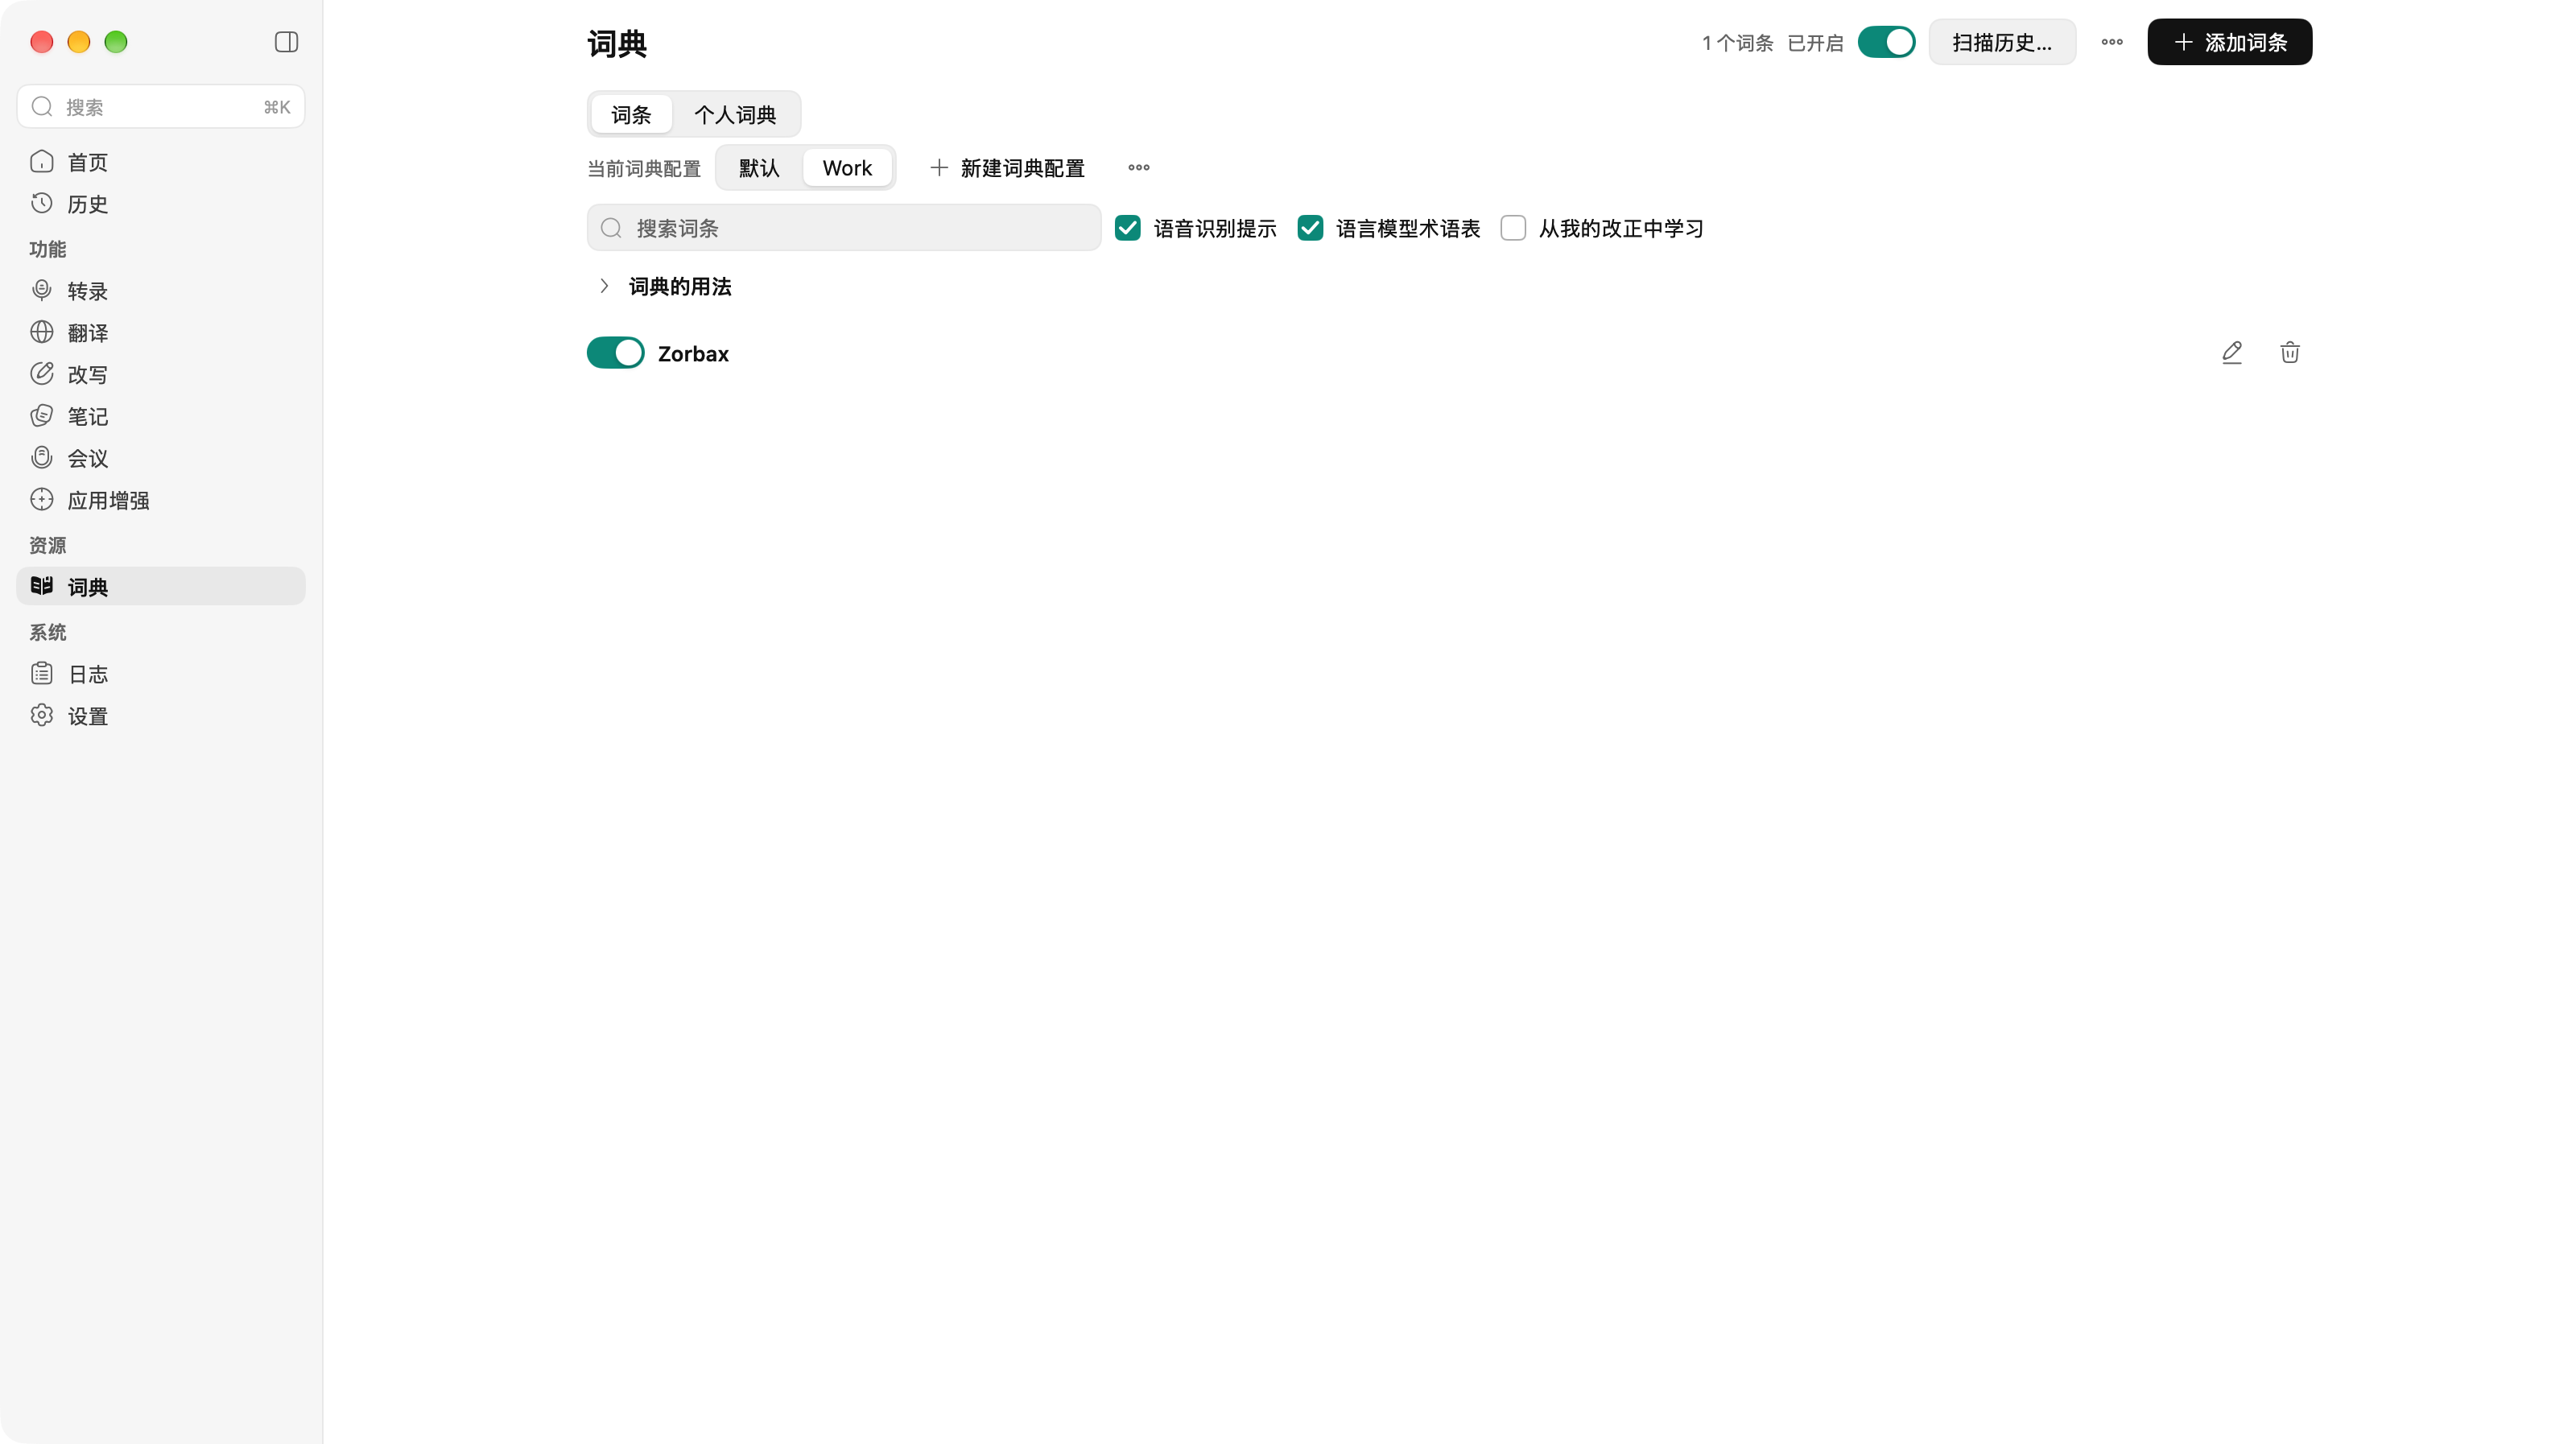 搜索 ⌘K
首页
历史
功能
转录
翻译
改写
笔记
会议
应用增强
资源
词典
系统
日志
设置
词典
1 个词条 已开启 扫描历史... 添加词条
词条 个人词典
当前词典配置 默认 Work 新建词典配置
搜索词条 语音识别提示 语言模型术语表 从我的改正中学习
词典的用法
Zorbax